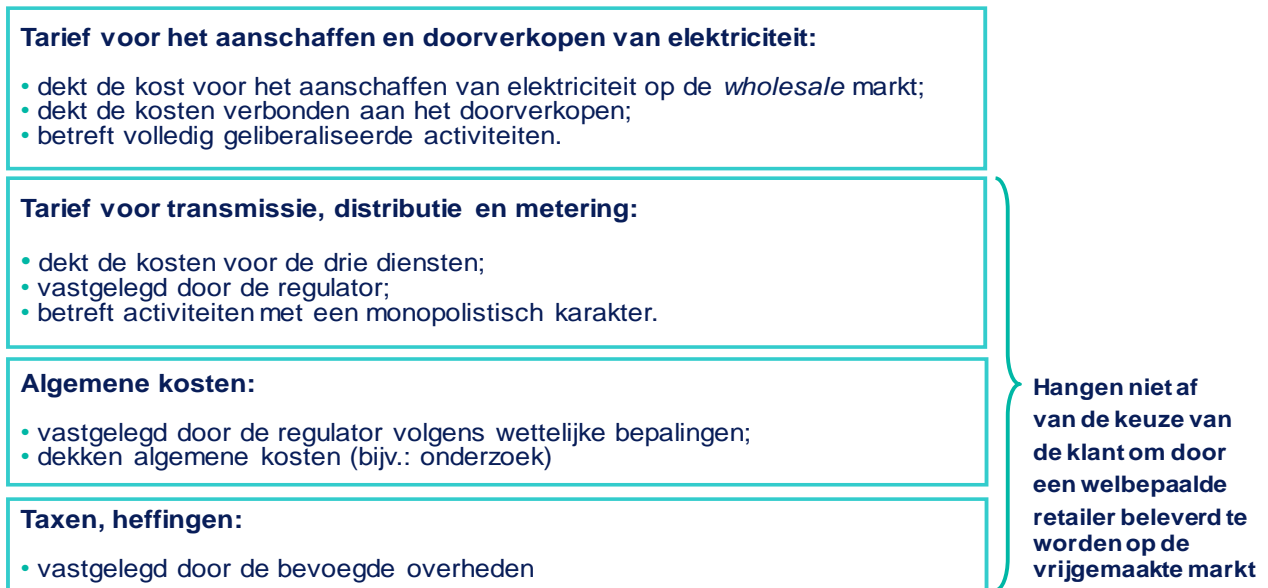 Tarief voor het aanschaffen en doorverkopen van elektriciteit:
• dekt de kost voor het aanschaffen van elektriciteit op de wholesale markt;
• dekt de kosten verbonden aan het doorverkopen;
• betreft volledig geliberaliseerde activiteiten.
Tarief voor transmissie, distributie en metering:
• dekt de kosten voor de drie diensten;
• vastgelegd door de regulator;
• betreft activiteiten met een monopolistisch karakter.
Algemene kosten:
• vastgelegd door de regulator volgens wettelijke bepalingen;
• dekken algemene kosten (bijv.: onderzoek)
Taxen, heffingen:
• vastgelegd door de bevoegde overheden
Hangen niet af
van de keuze van
de klant om door
een welbepaalde
retailer beleverd te
worden op de
vrijgemaakte markt